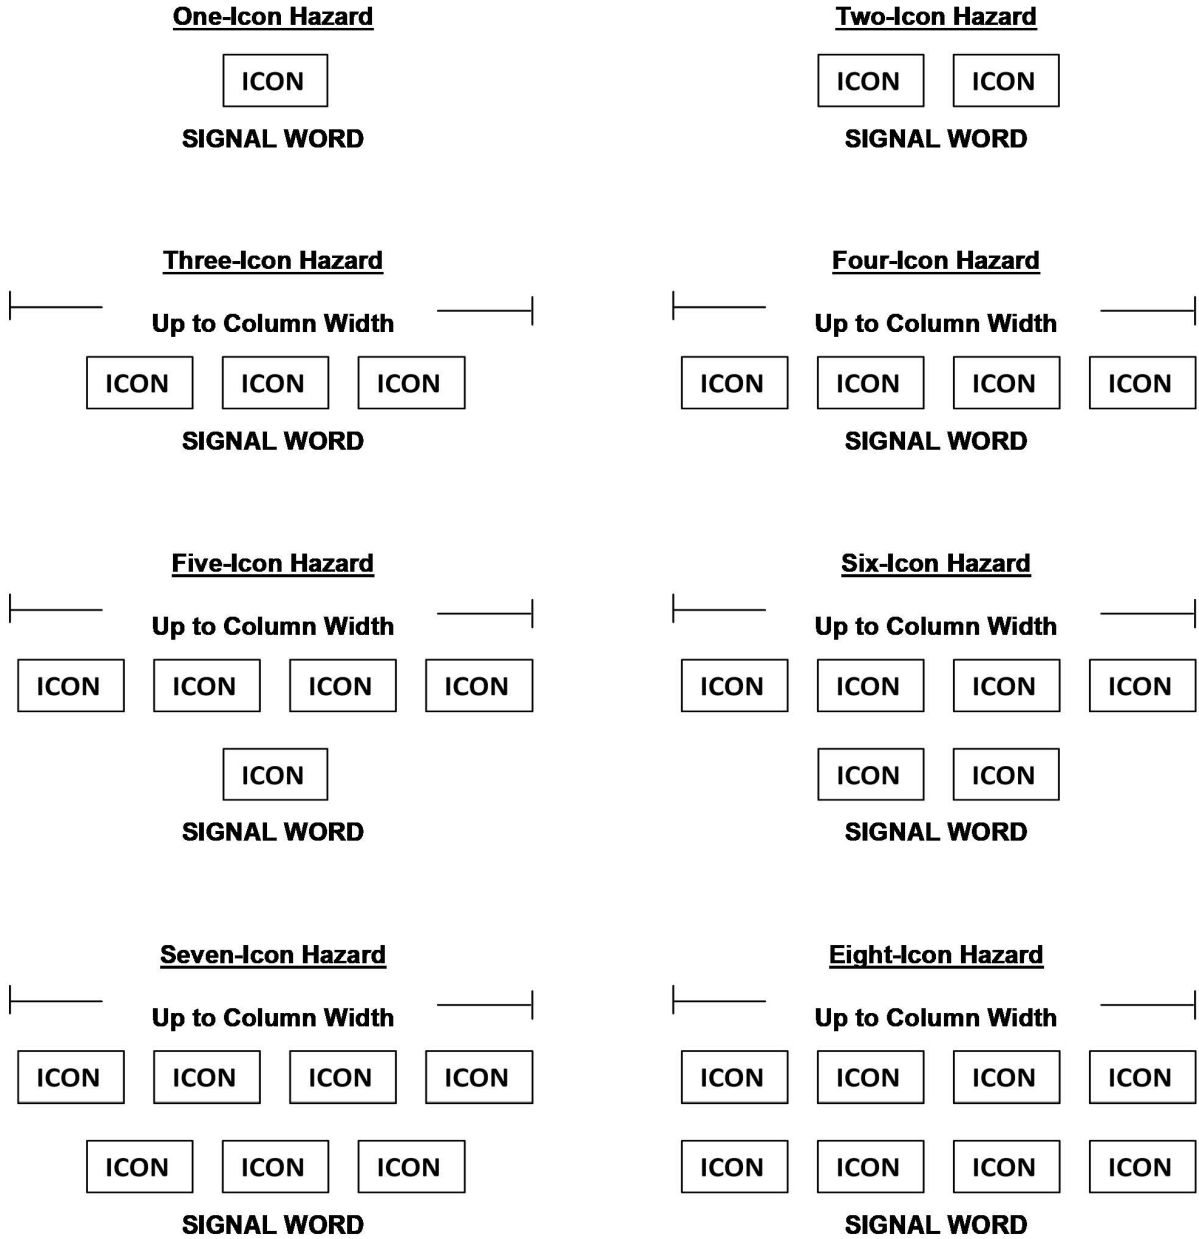 One-Icon Hazard
ICON
SIGNAL WORD
Two-Icon Hazard
ICON ICON
SIGNAL WORD
Three-Icon Hazard
Up to Column Width
ICON ICON ICON
SIGNAL WORD
Four-Icon Hazard
Up to Column Width
ICON ICON ICON ICON
SIGNAL WORD
Five-Icon Hazard
Up to Column Width
ICON ICON ICON ICON
ICON
SIGNAL WORD
Six-Icon Hazard
Up to Column Width
ICON ICON ICON ICON
ICON ICON
SIGNAL WORD
Seven-Icon Hazard
Up to Column Width
ICON ICON ICON ICON
ICON ICON ICON
SIGNAL WORD
Eight-Icon Hazard
Up to Column Width
ICON ICON ICON ICON
ICON ICON ICON ICON
SIGNAL WORD